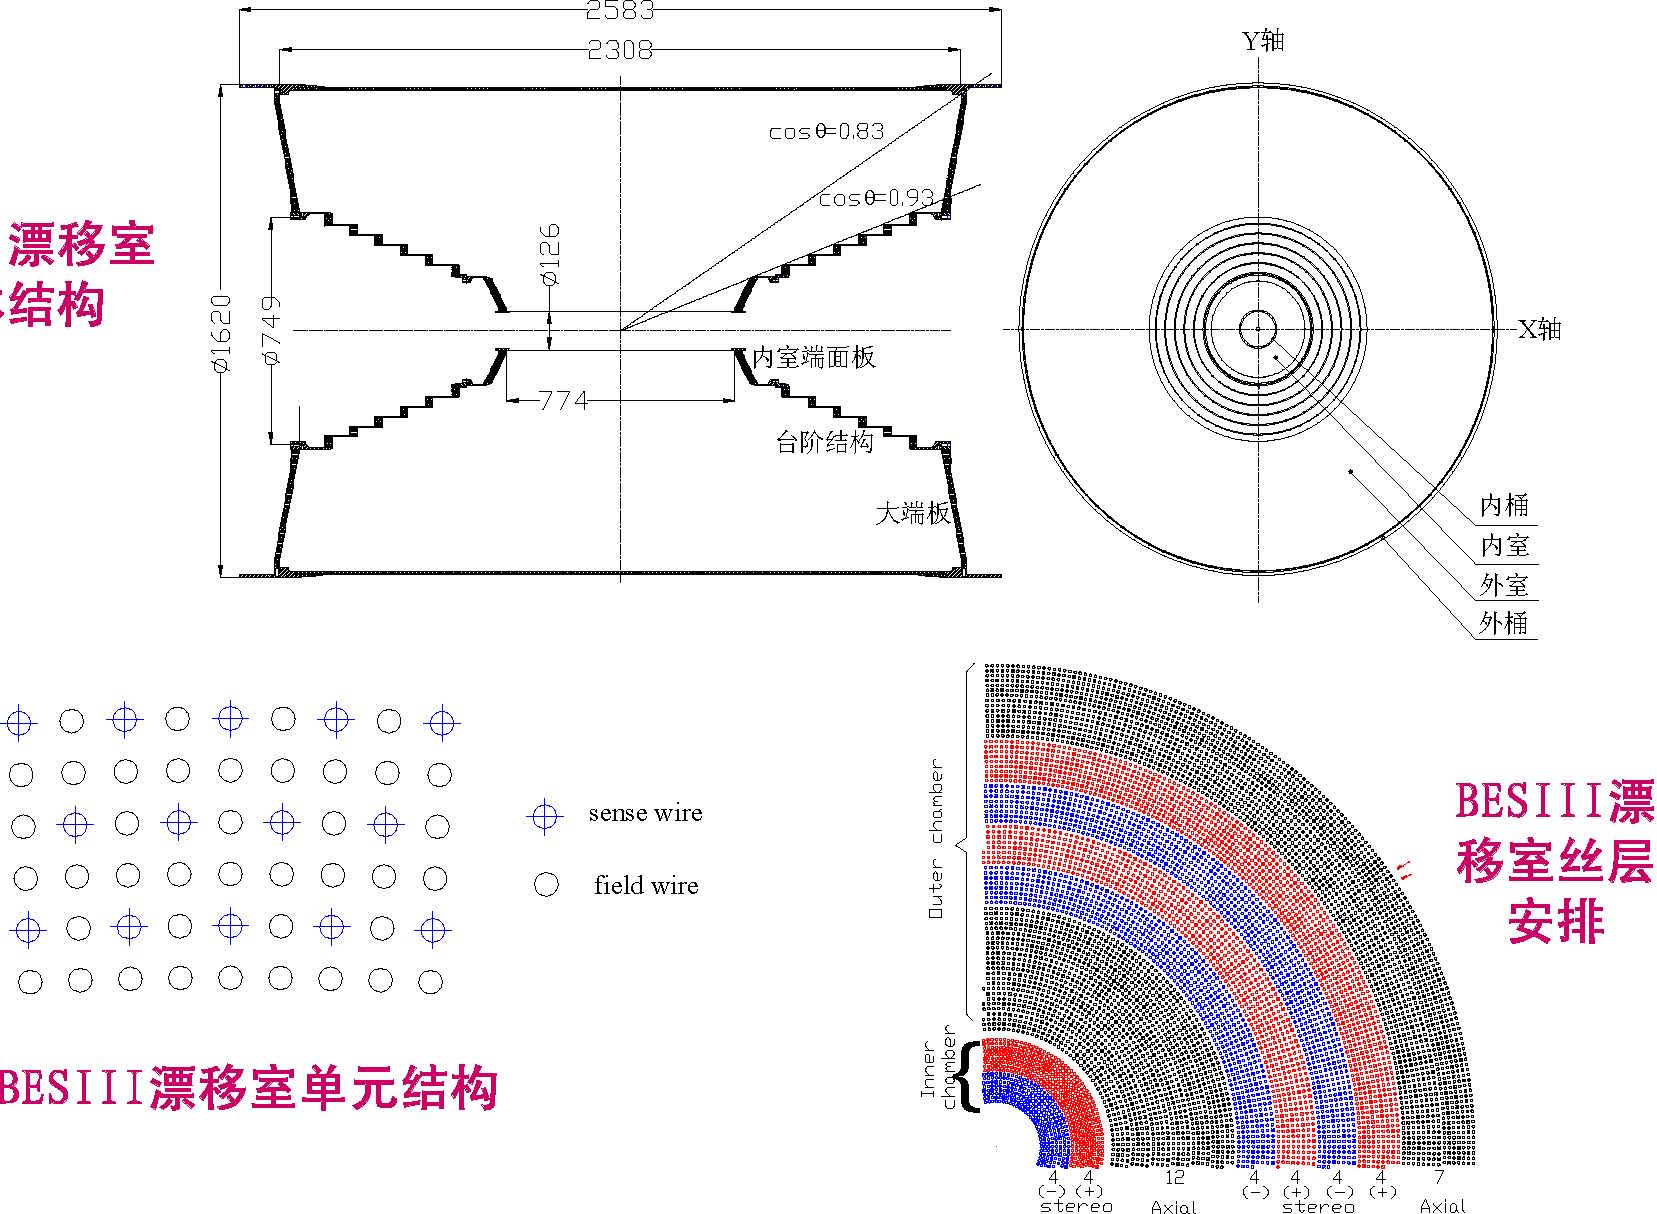 2583
2308
Y轴
cosθ=0.83
cosθ=0.93
漂移室
体结构
ø1620
ø749
ø126
X轴
内室端面板
774
台阶结构
大端板
内桶
内室
外室
外桶
sense wire
field wire
BESIII漂移室单元结构
Outer chamber
Inner chamber
BESIII漂
移室丝层
安排
4 4 12 4 4 4 4 7
(-) (+) (-) (+) (-) (+)
stereo Axial stereo Axial